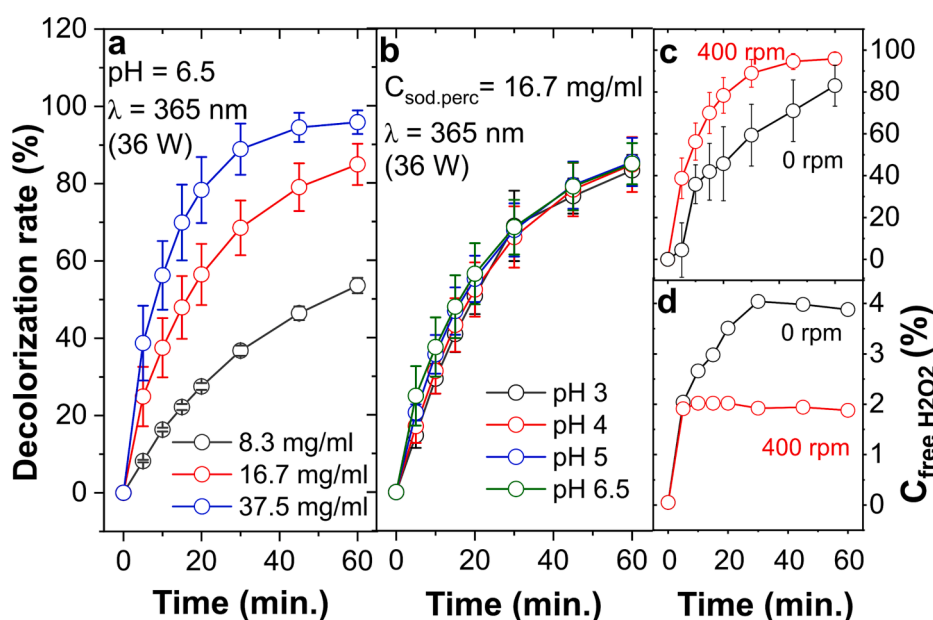 Decolorization rate (%)
120
100
80
60
40
20
0
a
pH = 6.5
λ = 365 nm
(36 W)
8.3 mg/ml
16.7 mg/ml
37.5 mg/ml
0 20 40 60
Time (min.)
b
C sod.perc = 16.7 mg/ml
λ = 365 nm
(36 W)
pH 3
pH 4
pH 5
pH 6.5
0 20 40 60
Time (min.)
c
400 rpm
0 rpm
100
80
60
40
20
0
d
0 rpm
400 rpm
4
3
2
1
0
C free H2O2 (%)
0 20 40 60
Time (min.)